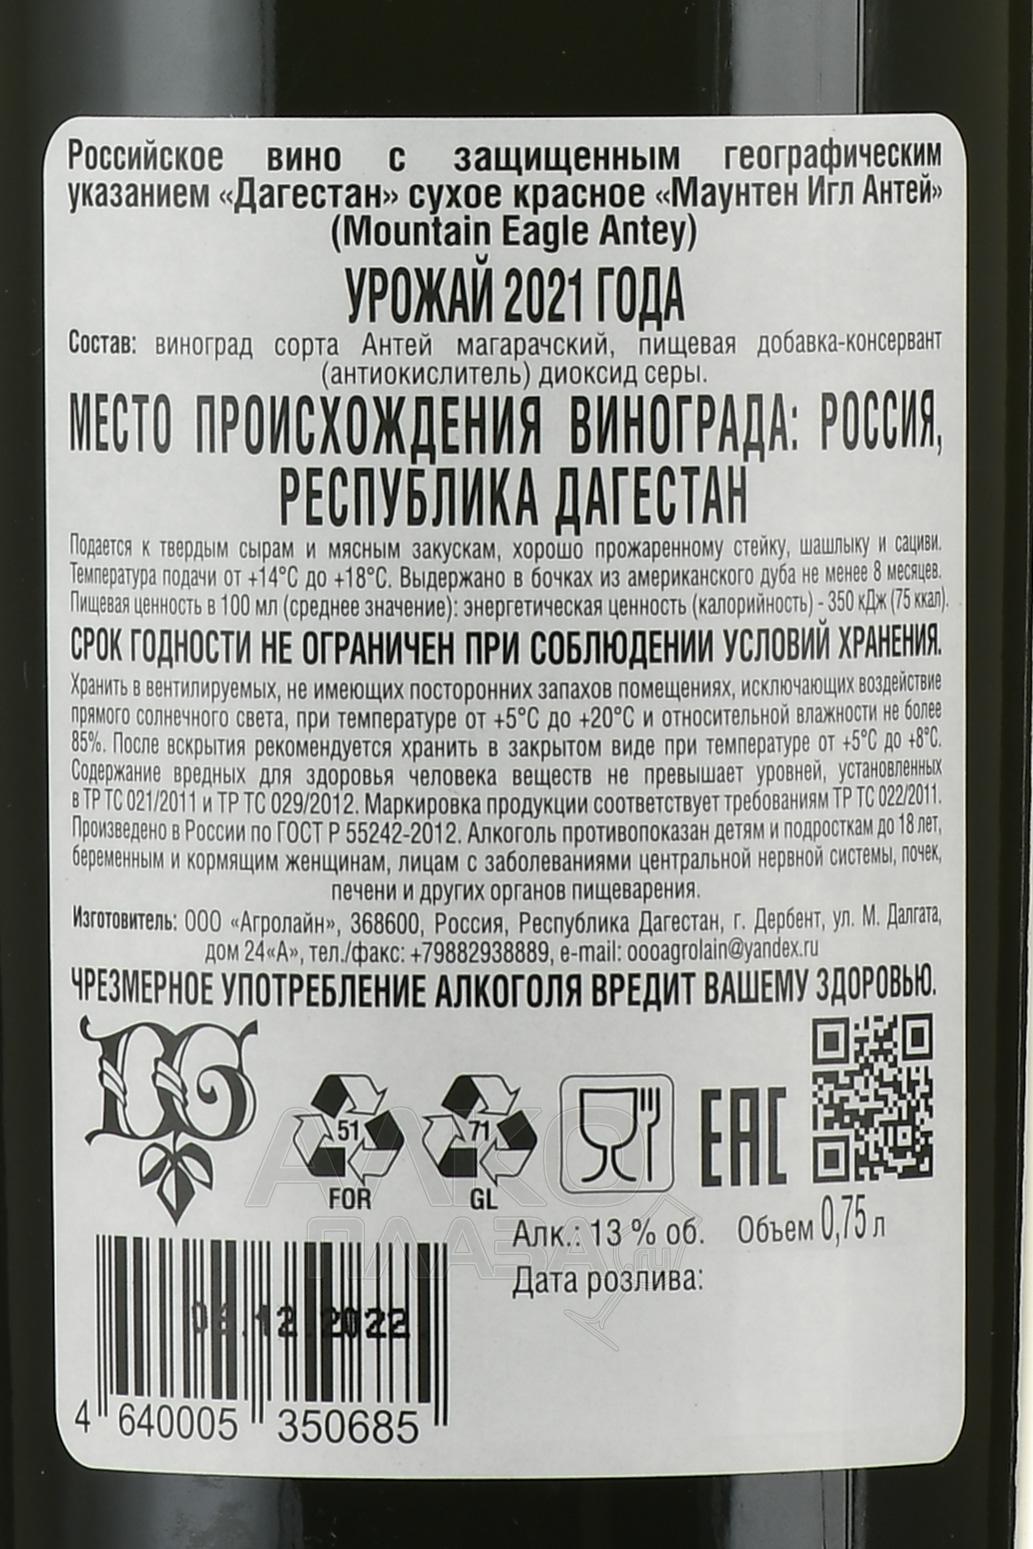 Российское вино с защищенным географическим
указанием «Дагестан» сухое красное «Маунтен Игл Антей»
(Mountain Eagle Antey)
УРОЖАЙ 2021 ГОДА
Состав: виноград сорта Антей магарачский, пищевая добавка-консервант
(антиокислитель) диоксид серы.
МЕСТО ПРОИСХОЖДЕНИЯ ВИНОГРАДА: РОССИЯ,
РЕСПУБЛИКА ДАГЕСТАН
Подается к твердым сырам и мясным закускам, хорошо прожаренному стейку, шашлыку и сациви.
Температура подачи от +14°С до +18°С. Выдержано в бочках из американского дуба не менее 8 месяцев.
Пищевая ценность в 100 мл (среднее значение): энергетическая ценность (калорийность) - 350 кДж (75 ккал).
СРОК ГОДНОСТИ НЕ ОГРАНИЧЕН ПРИ СОБЛЮДЕНИИ УСЛОВИЙ ХРАНЕНИЯ.
Хранить в вентилируемых, не имеющих посторонних запахов помещениях, исключающих воздействие
прямого солнечного света, при температуре от +5°С до +20°С и относительной влажности не более
85%. После вскрытия рекомендуется хранить в закрытом виде при температуре от +5°С до +8°С.
Содержание вредных для здоровья человека веществ не превышает уровней, установленных
в ТР ТС 021/2011 и ТР ТС 029/2012. Маркировка продукции соответствует требованиям ТР ТС 022/2011.
Произведено в России по ГОСТ Р 55242-2012. Алкоголь противопоказан детям и подросткам до 18 лет,
беременным и кормящим женщинам, лицам с заболеваниями центральной нервной системы, почек,
печени и других органов пищеварения.
Изготовитель: ООО «Агролайн», 368600, Россия, Республика Дагестан, г. Дербент, ул. М. Далгата,
дом 24«А», тел./факс: +79882938889, e-mail: oooagrolain@yandex.ru
ЧРЕЗМЕРНОЕ УПОТРЕБЛЕНИЕ АЛКОГОЛЯ ВРЕДИТ ВАШЕМУ ЗДОРОВЬЮ.
51
FOR
71
GL
ЕАС
АЛКО
ПЛАЗА.ru
Алк.: 13 % об. Объем 0,75 л
Дата розлива:
.12.2022
4 640005 350685